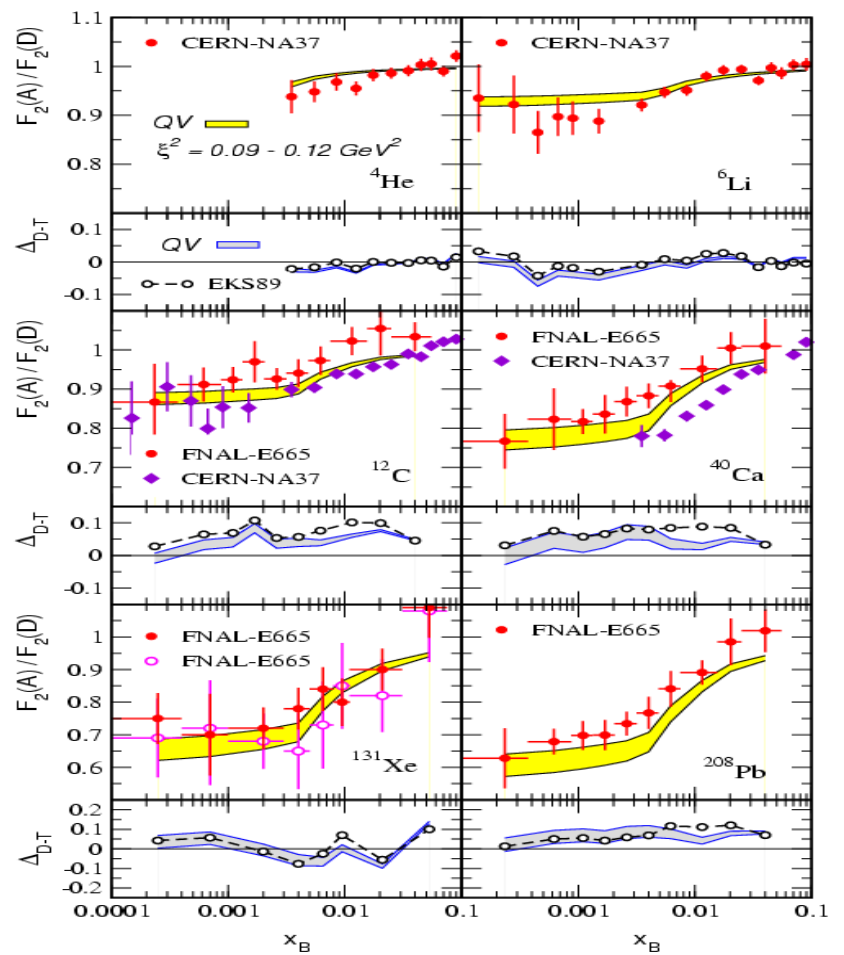 1.1
F₂(A)/F₂(D)
1
0.9
0.8
CERN-NA37
QV
ξ² = 0.09 - 0.12 GeV²
⁴He
CERN-NA37
⁶Li
Δ_D-T
0.1
0
-0.1
QV
EKS89
F₂(A)/F₂(D)
1
0.9
0.8
0.7
FNAL-E665
CERN-NA37
¹²C
FNAL-E665
CERN-NA37
⁴⁰Ca
Δ_D-T
0.1
0
-0.1
F₂(A)/F₂(D)
1
0.9
0.8
0.7
0.6
FNAL-E665
FNAL-E665
¹³¹Xe
FNAL-E665
²⁰⁸Pb
Δ_D-T
0.2
0.1
0
-0.1
-0.2
0.0001 0.001 0.01 0.1 0.001 0.01 0.1
x_B x_B